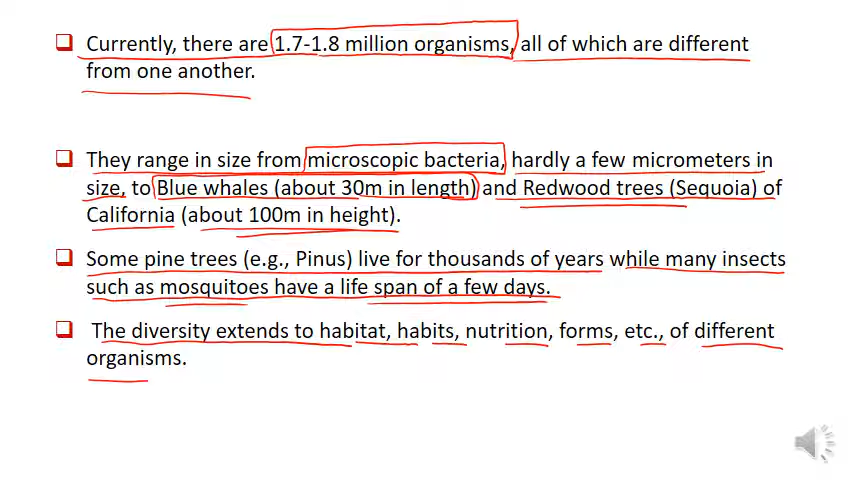 Currently, there are 1.7-1.8 million organisms, all of which are different
from one another.
They range in size from microscopic bacteria, hardly a few micrometers in
size, to Blue whales (about 30m in length) and Redwood trees (Sequoia) of
California (about 100m in height).
Some pine trees (e.g., Pinus) live for thousands of years while many insects
such as mosquitoes have a life span of a few days.
The diversity extends to habitat, habits, nutrition, forms, etc., of different
organisms.